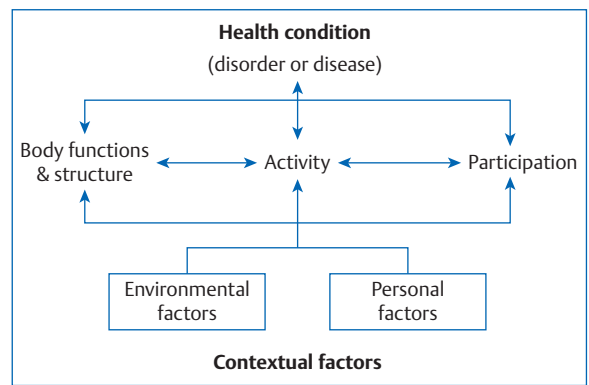 Health condition
(disorder or disease)
Body functions
& structure
Activity
Participation
Environmental
factors
Personal
factors
Contextual factors